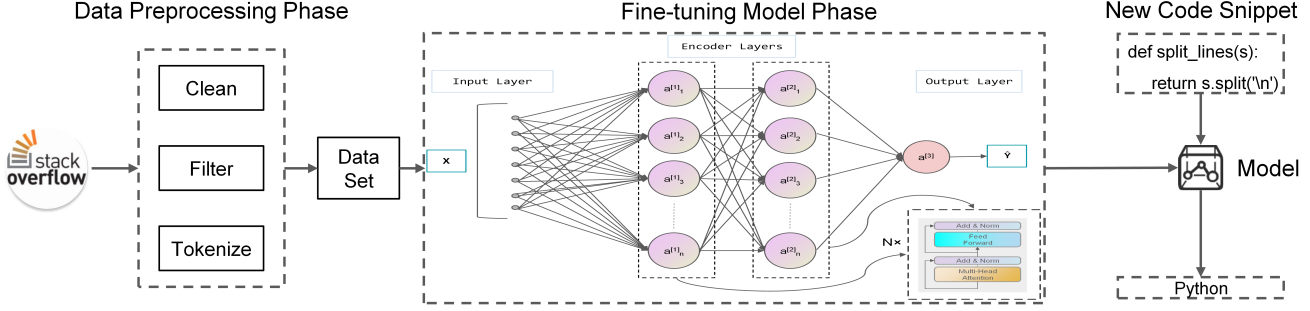 Data Preprocessing Phase
Clean
Filter
Tokenize
stack
overflow
Data
Set
Fine-tuning Model Phase
Encoder Layers
Input Layer
Output Layer
x
a[1]1
a[1]2
a[1]3
a[1]n
a[2]1
a[2]2
a[2]3
a[2]n
a[3]
Ŷ
N×
Add & Norm
Feed
Forward
Add & Norm
Multi-Head
Attention
New Code Snippet
def split_lines(s):
return s.split('\n')
Model
Python